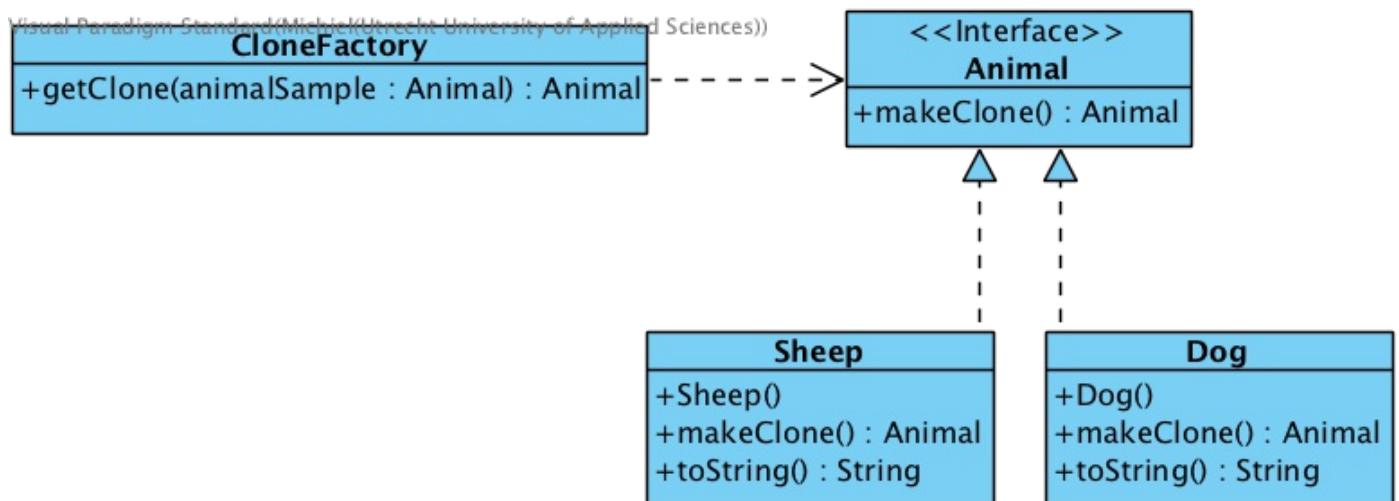 Visual Paradigm Standard(Michiel(Utrecht University of Applied Sciences))
CloneFactory
+getClone(animalSample : Animal) : Animal
<<Interface>>
Animal
+makeClone() : Animal
Sheep
+Sheep()
+makeClone() : Animal
+toString() : String
Dog
+Dog()
+makeClone() : Animal
+toString() : String